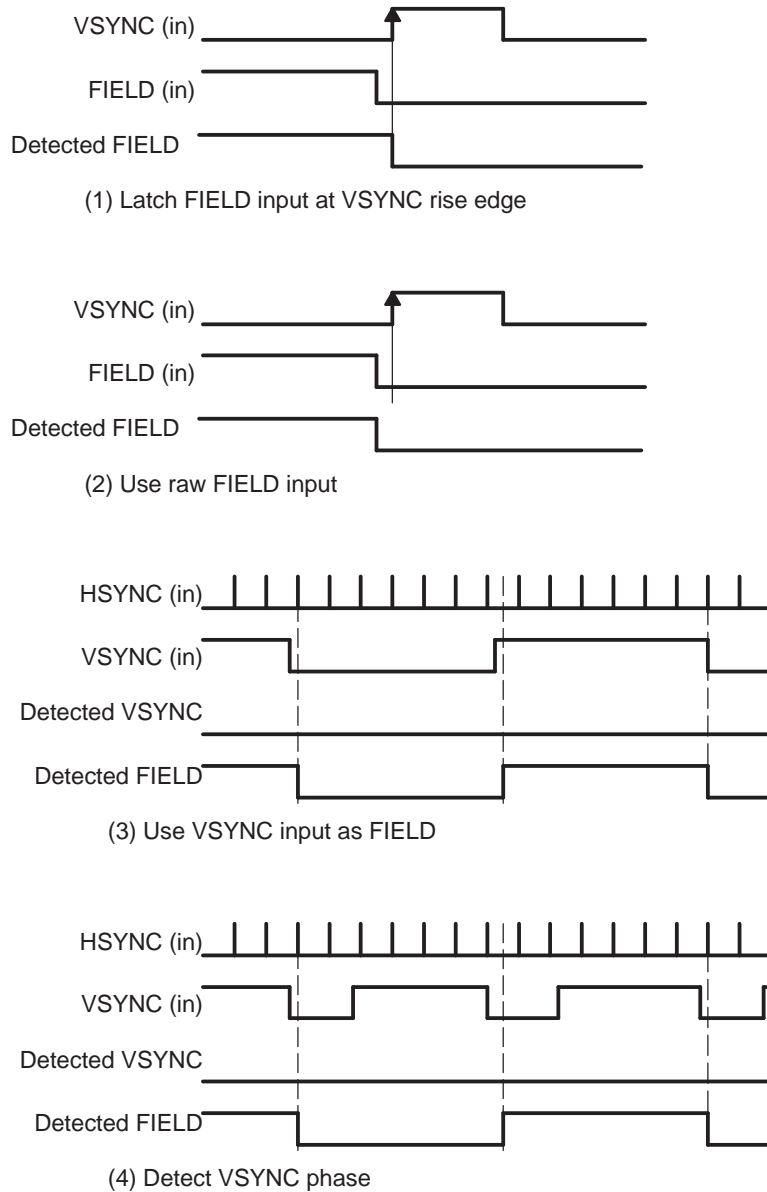 VSYNC (in)
FIELD (in)
Detected FIELD
(1) Latch FIELD input at VSYNC rise edge
VSYNC (in)
FIELD (in)
Detected FIELD
(2) Use raw FIELD input
HSYNC (in)
VSYNC (in)
Detected VSYNC
Detected FIELD
(3) Use VSYNC input as FIELD
HSYNC (in)
VSYNC (in)
Detected VSYNC
Detected FIELD
(4) Detect VSYNC phase